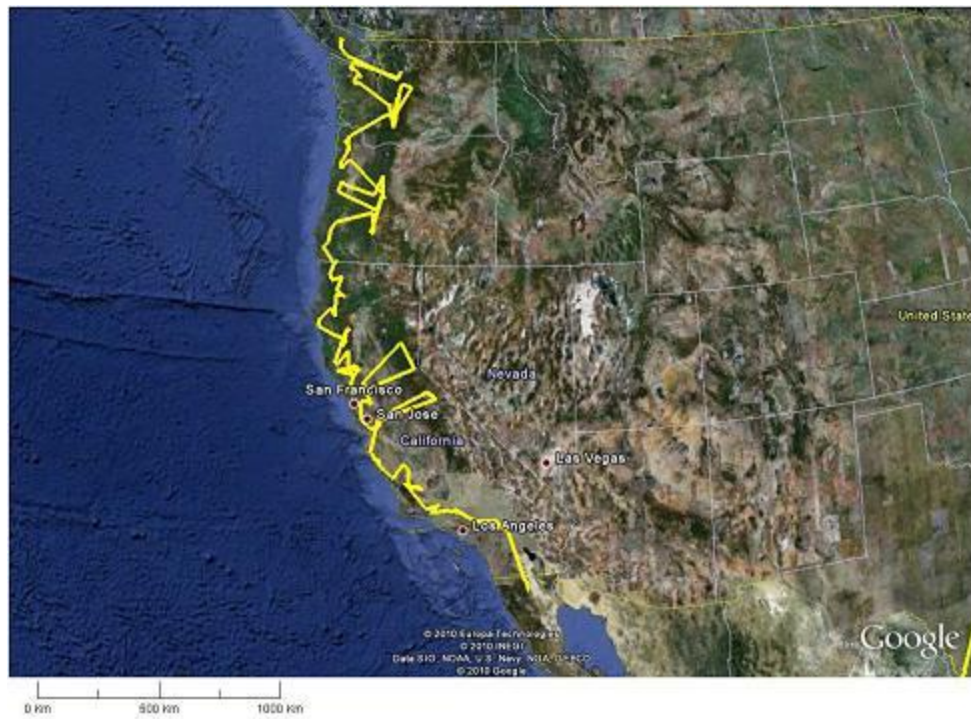 United State
Nevada
San Francisco
San Jose
California
Las Vegas
Los Angeles
© 2010 Europa Technologies
© 2010 INEGI
Data SIO, NOAA, U.S. Navy, NGA, GEBCO
© 2010 Google
Google
0 km
500 km
1000 km